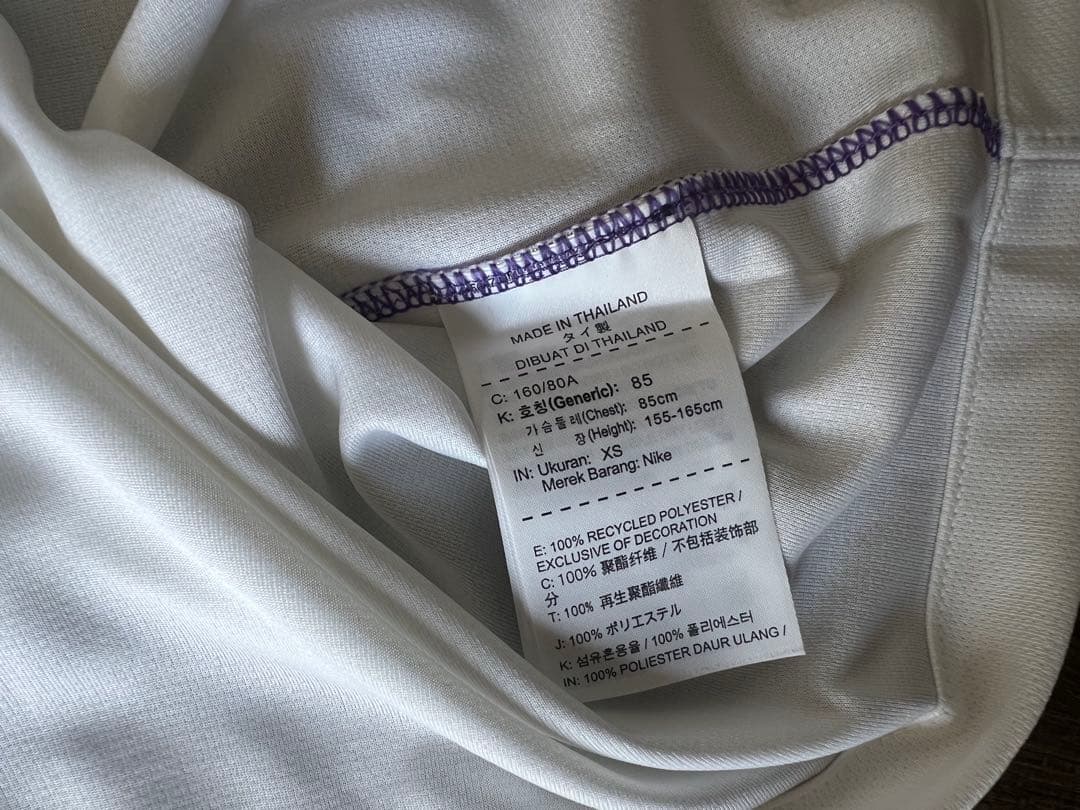 MADE IN THAILAND
タイ製
DIBUAT DI THAILAND
C: 160/80A
K: 호칭(Generic): 85
가슴둘레(Chest): 85cm
신 장(Height): 155-165cm
IN: Ukuran: XS
Merek Barang: Nike
E: 100% RECYCLED POLYESTER /
EXCLUSIVE OF DECORATION
C: 100% 聚酯纤维 / 不包括装饰部
分
T: 100% 再生聚酯纖維
J: 100% ポリエステル
K: 섬유혼용율 / 100% 폴리에스터
IN: 100% POLIESTER DAUR ULANG /